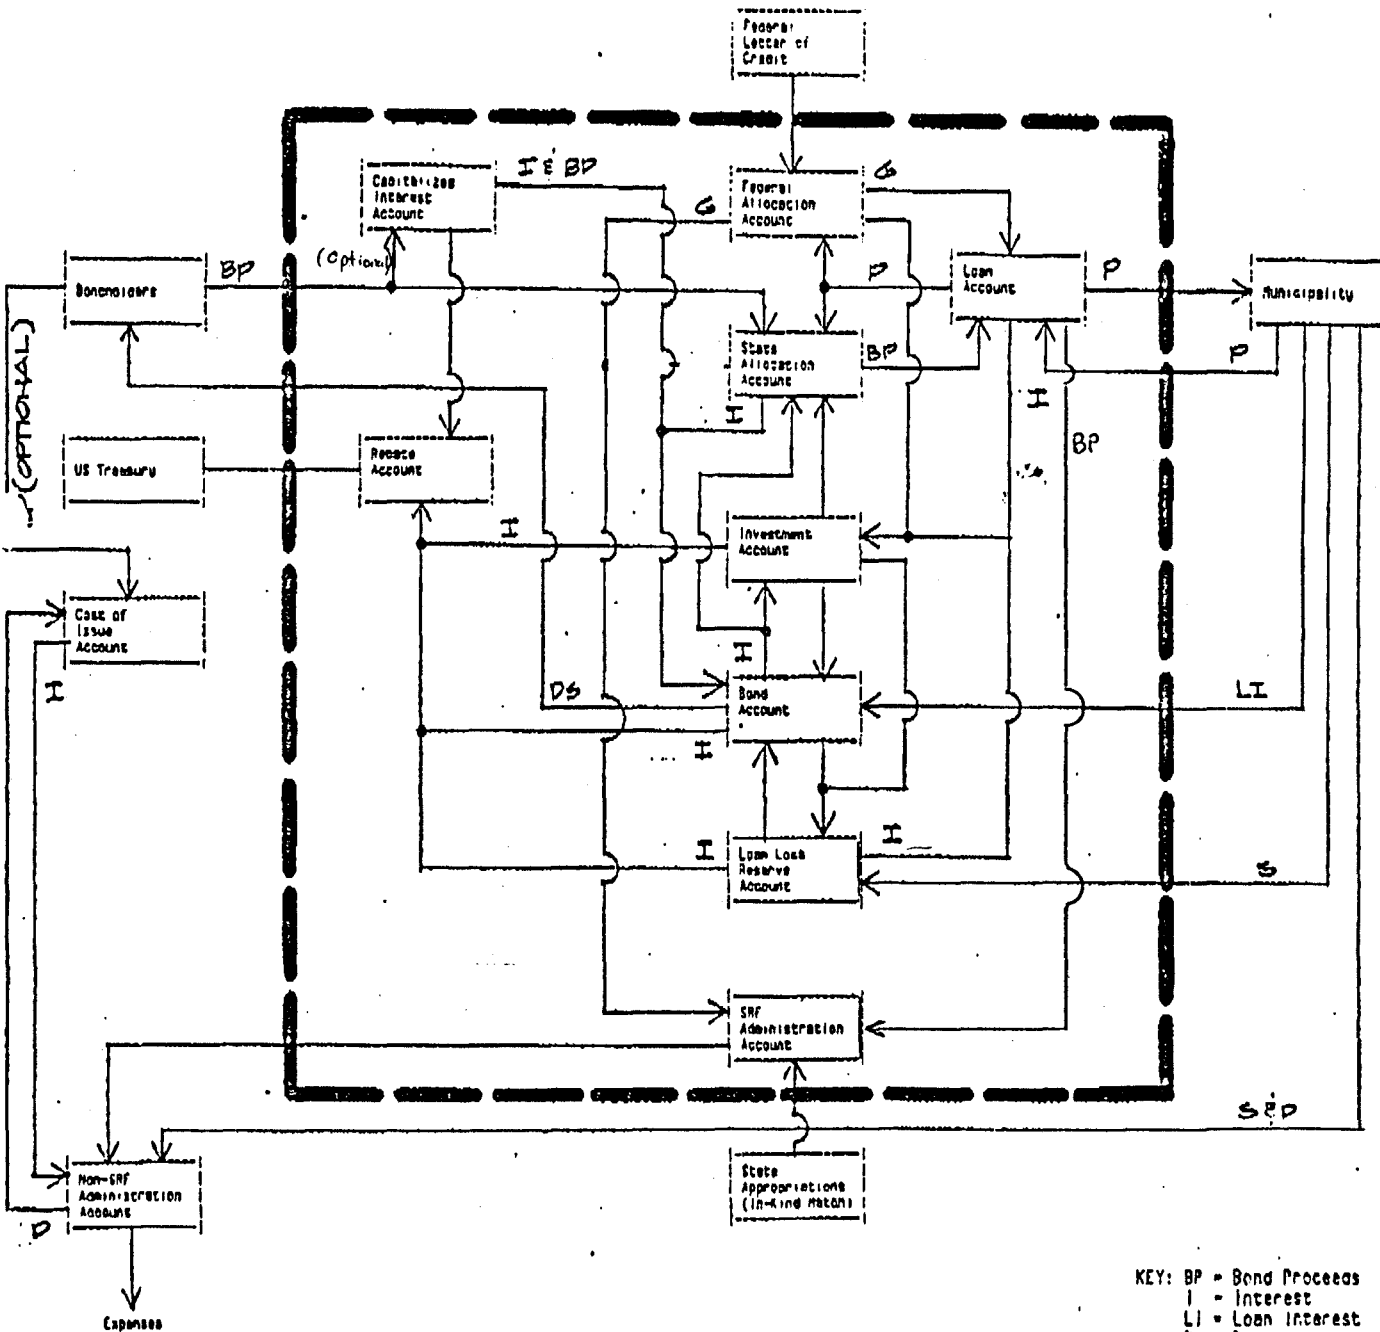 Federal
Letter of
Credit
Capitalized
Interest
Account
I & BP
G
Federal
Allocation
Account
G
Bondholders
BP
(Optional)
P
Loan
Account
P
Municipality
(OPTIONAL)
State
Allocation
Account
BP
P
I
I
BP
US Treasury
Rebate
Account
I
Investment
Account
Cost of
Issue
Account
I
I
DS
Bond
Account
LI
I
I
Loan Loss
Reserve
Account
I
S
SRF
Administration
Account
S & P
Non-SRF
Administration
Account
P
State
Appropriations
(In-Kind Match)
Expenses
KEY: BP = Bond Proceeds
I = Interest
LI = Loan Interest